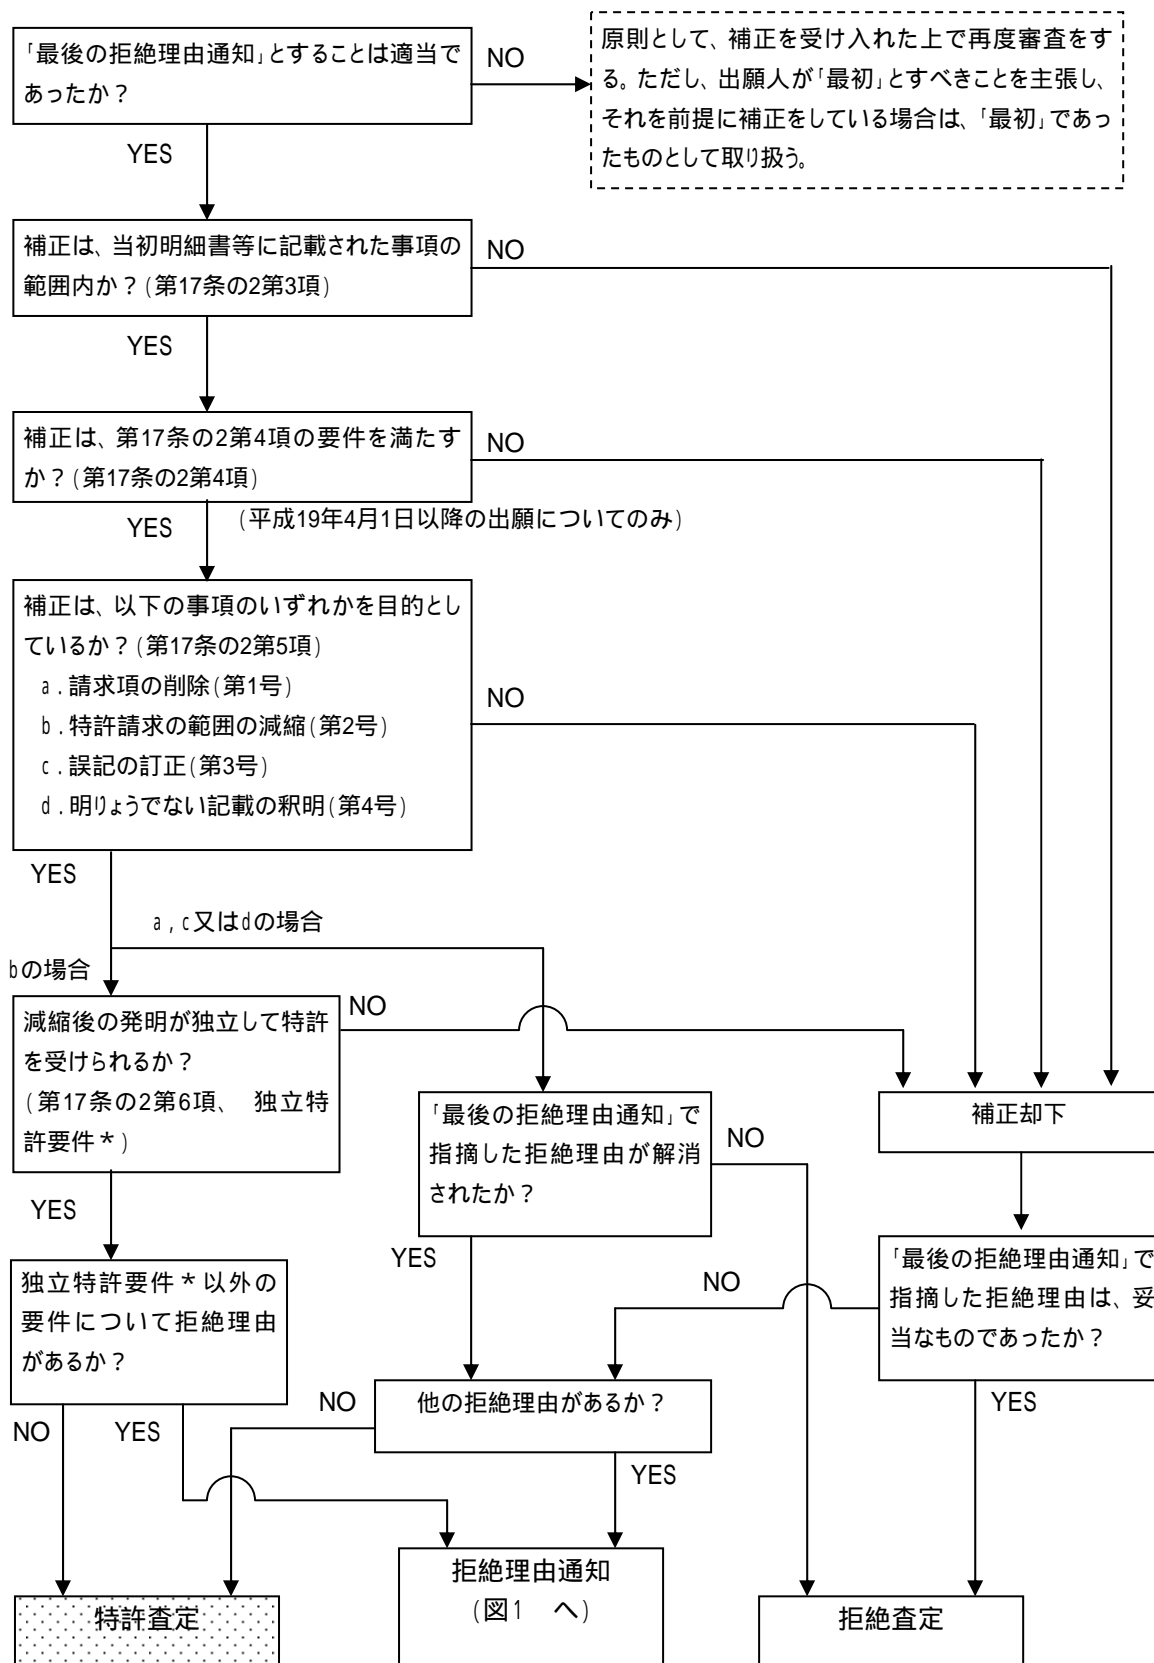 「最後の拒絶理由通知」とすることは適当で
あったか？
NO
原則として、補正を受け入れた上で再度審査をす
る。ただし、出願人が「最初」とすべきことを主張し、
それを前提に補正をしている場合は、「最初」であっ
たものとして取り扱う。
YES
補正は、当初明細書等に記載された事項の
範囲内か？(第17条の2第3項)
NO
YES
補正は、第17条の2第4項の要件を満たす
か？(第17条の2第4項)
NO
YES
(平成19年4月1日以降の出願についてのみ)
補正は、以下の事項のいずれかを目的とし
ているか？(第17条の2第5項)
a．請求項の削除(第1号)
b．特許請求の範囲の減縮(第2号)
c．誤記の訂正(第3号)
d．明りょうでない記載の釈明(第4号)
NO
YES
a，c又はdの場合
bの場合
減縮後の発明が独立して特許
を受けられるか？
(第17条の2第6項、 独立特
許要件＊)
NO
「最後の拒絶理由通知」で
指摘した拒絶理由が解消
されたか？
NO
補正却下
YES
YES
独立特許要件＊以外の
要件について拒絶理由
があるか？
NO
「最後の拒絶理由通知」で
指摘した拒絶理由は、妥
当なものであったか？
NO
YES
NO
他の拒絶理由があるか？
YES
YES
特許査定
拒絶理由通知
(図1 へ)
拒絶査定